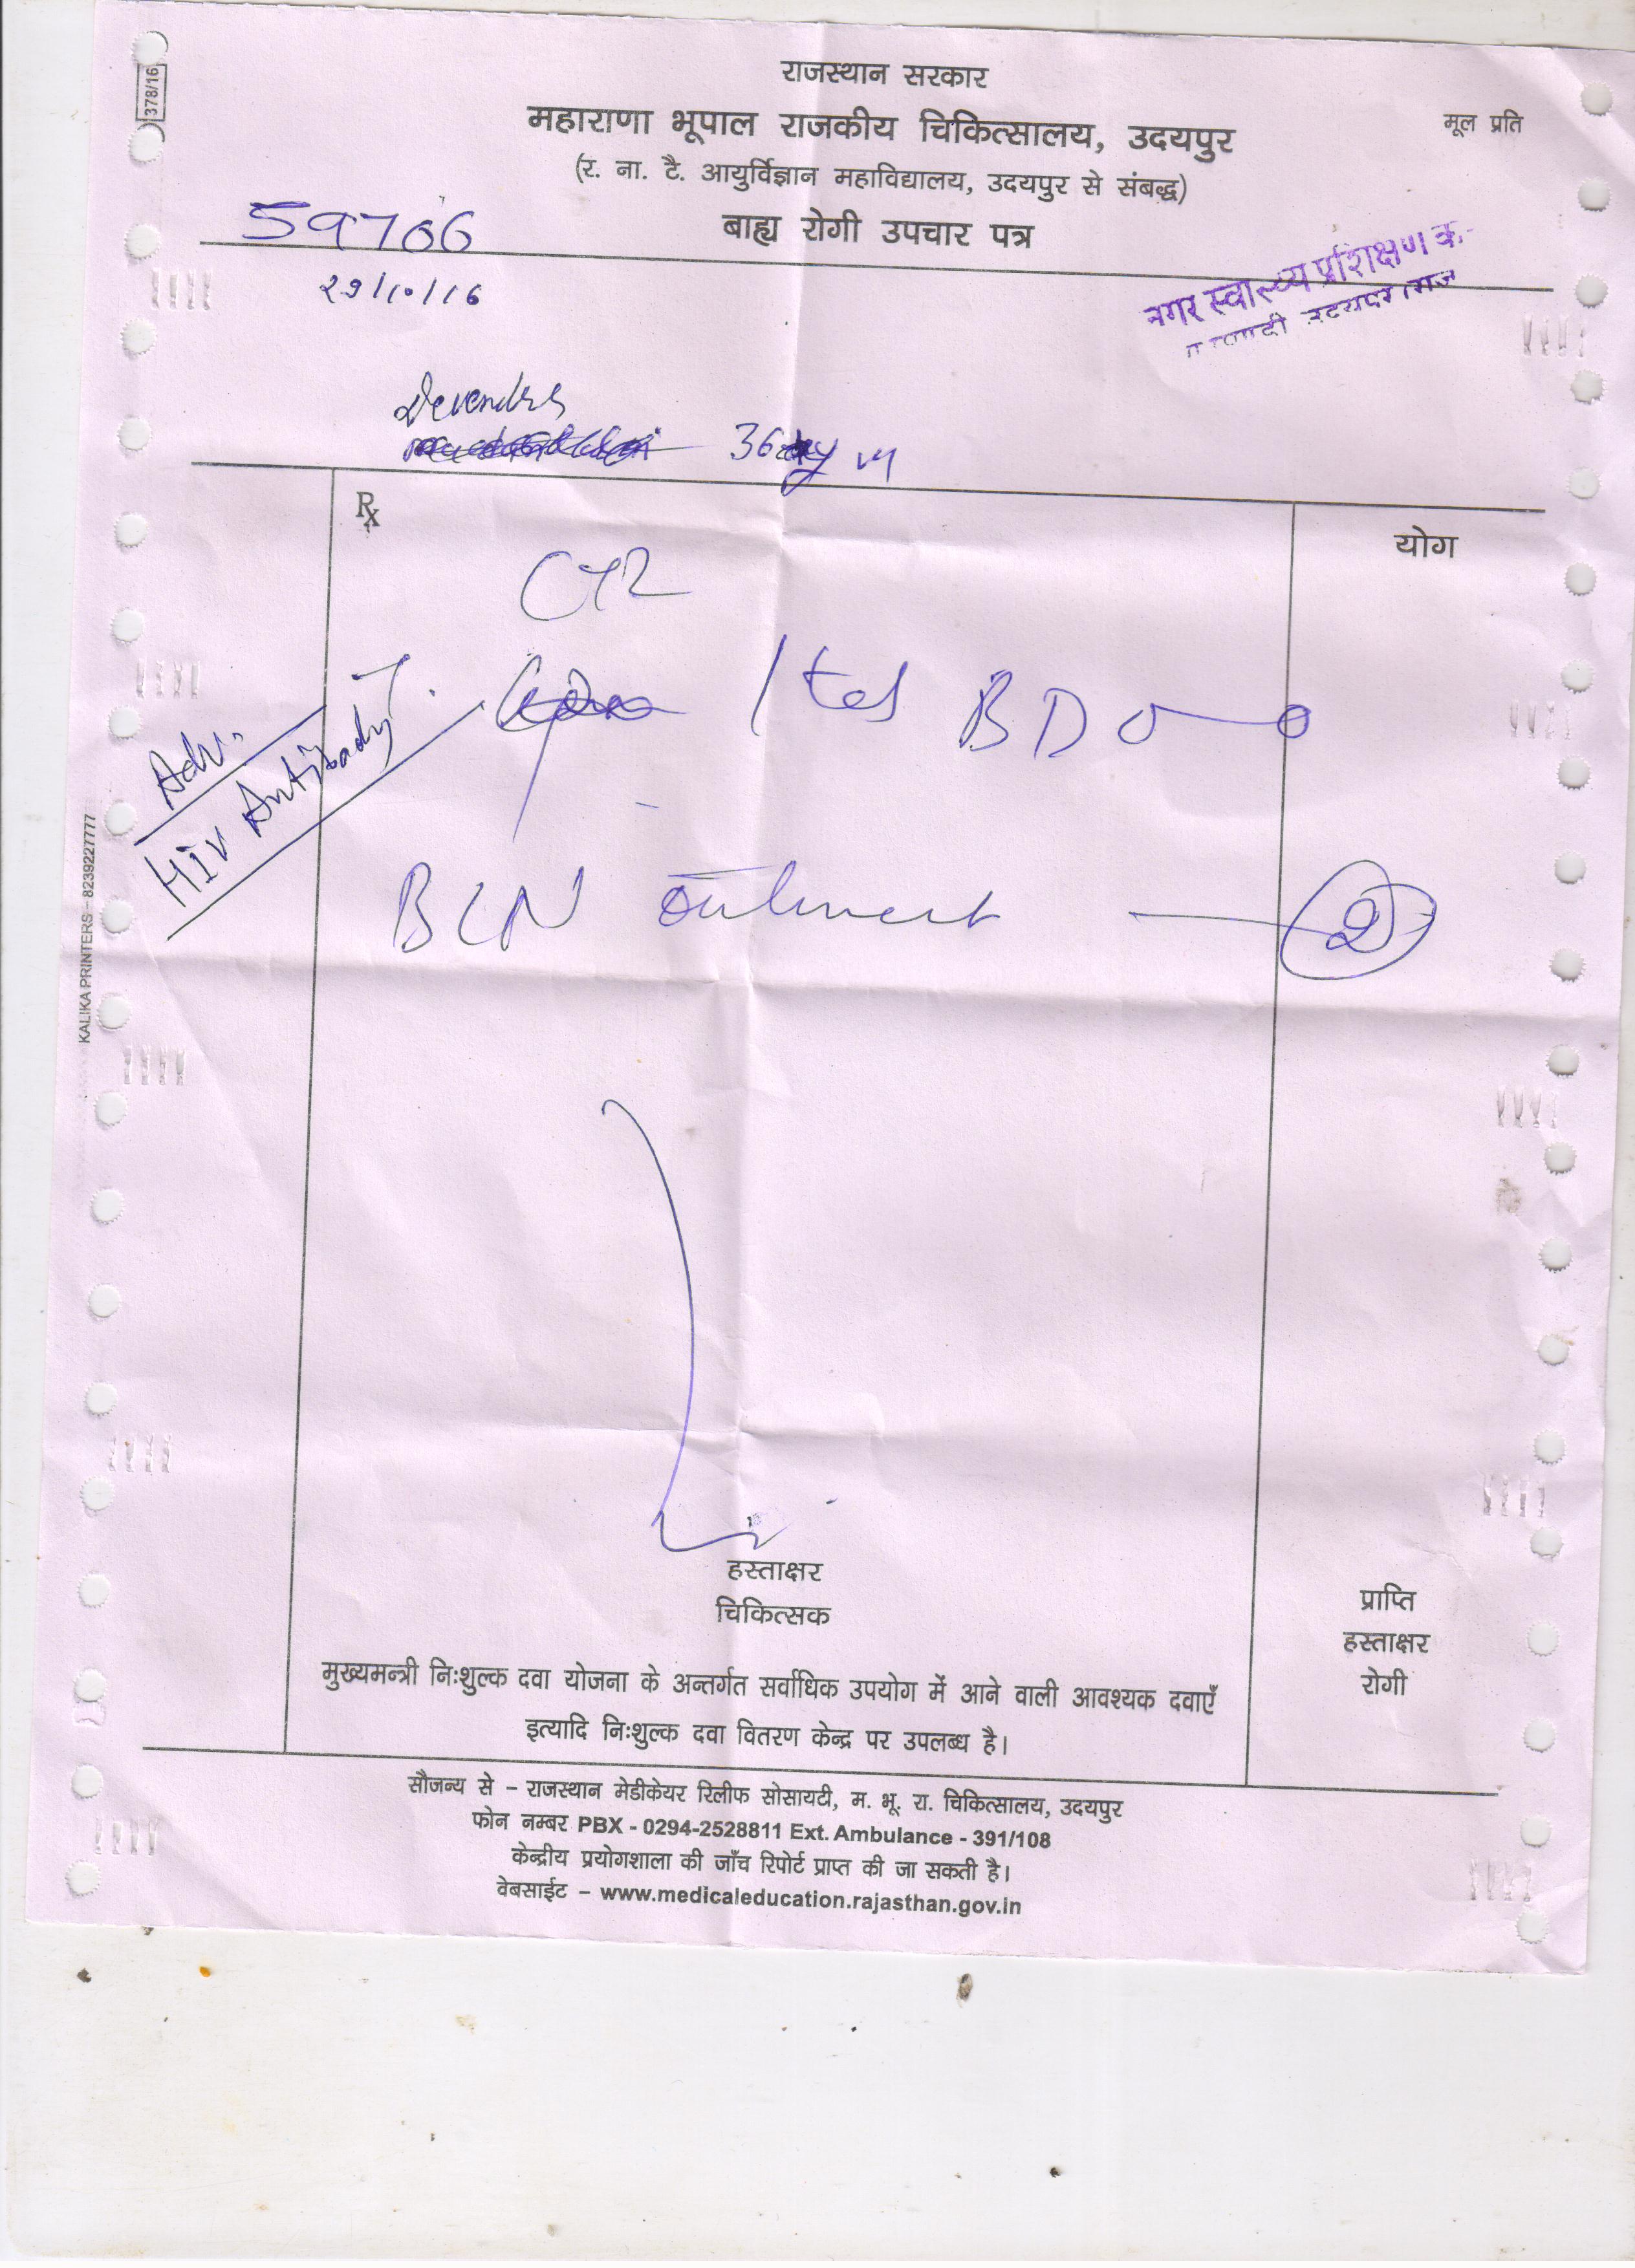 378/16
राजस्थान सरकार
महाराणा भूपाल राजकीय चिकित्सालय, उदयपुर
मूल प्रति
(र. ना. टै. आयुर्विज्ञान महाविद्यालय, उदयपुर से संबद्ध)
59706
बाह्य रोगी उपचार पत्र
29/10/16
नगर स्वास्थ्य प्रशिक्षण
Devendra
36 y M
Rx
योग
1 tab BD
Adv.
HIV Antibody
BCN ointment 2
KALIKA PRINTERS – 8239227777
हस्ताक्षर
चिकित्सक
प्राप्ति
हस्ताक्षर
रोगी
मुख्यमन्त्री निःशुल्क दवा योजना के अन्तर्गत सर्वाधिक उपयोग में आने वाली आवश्यक दवाएँ
इत्यादि निःशुल्क दवा वितरण केन्द्र पर उपलब्ध है।
सौजन्य से – राजस्थान मेडीकेयर रिलीफ सोसायटी, म. भू. रा. चिकित्सालय, उदयपुर
फोन नम्बर PBX - 0294-2528811 Ext. Ambulance - 391/108
केन्द्रीय प्रयोगशाला की जाँच रिपोर्ट प्राप्त की जा सकती है।
वेबसाईट – www.medicaleducation.rajasthan.gov.in